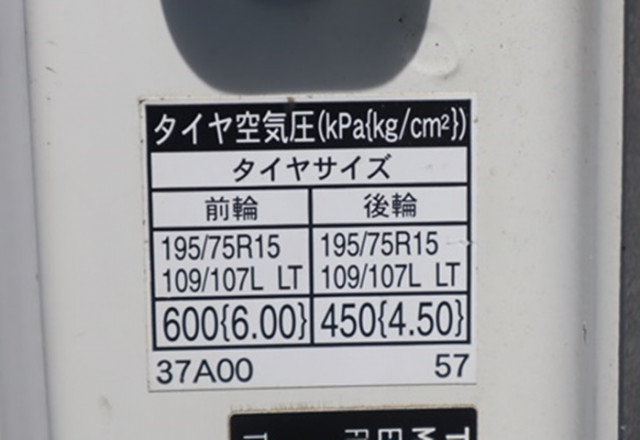 タイヤ空気圧(kPa{kg/cm²})
タイヤサイズ
前輪 後輪
195/75R15 195/75R15
109/107L LT 109/107L LT
600{6.00} 450{4.50}
37A00 57